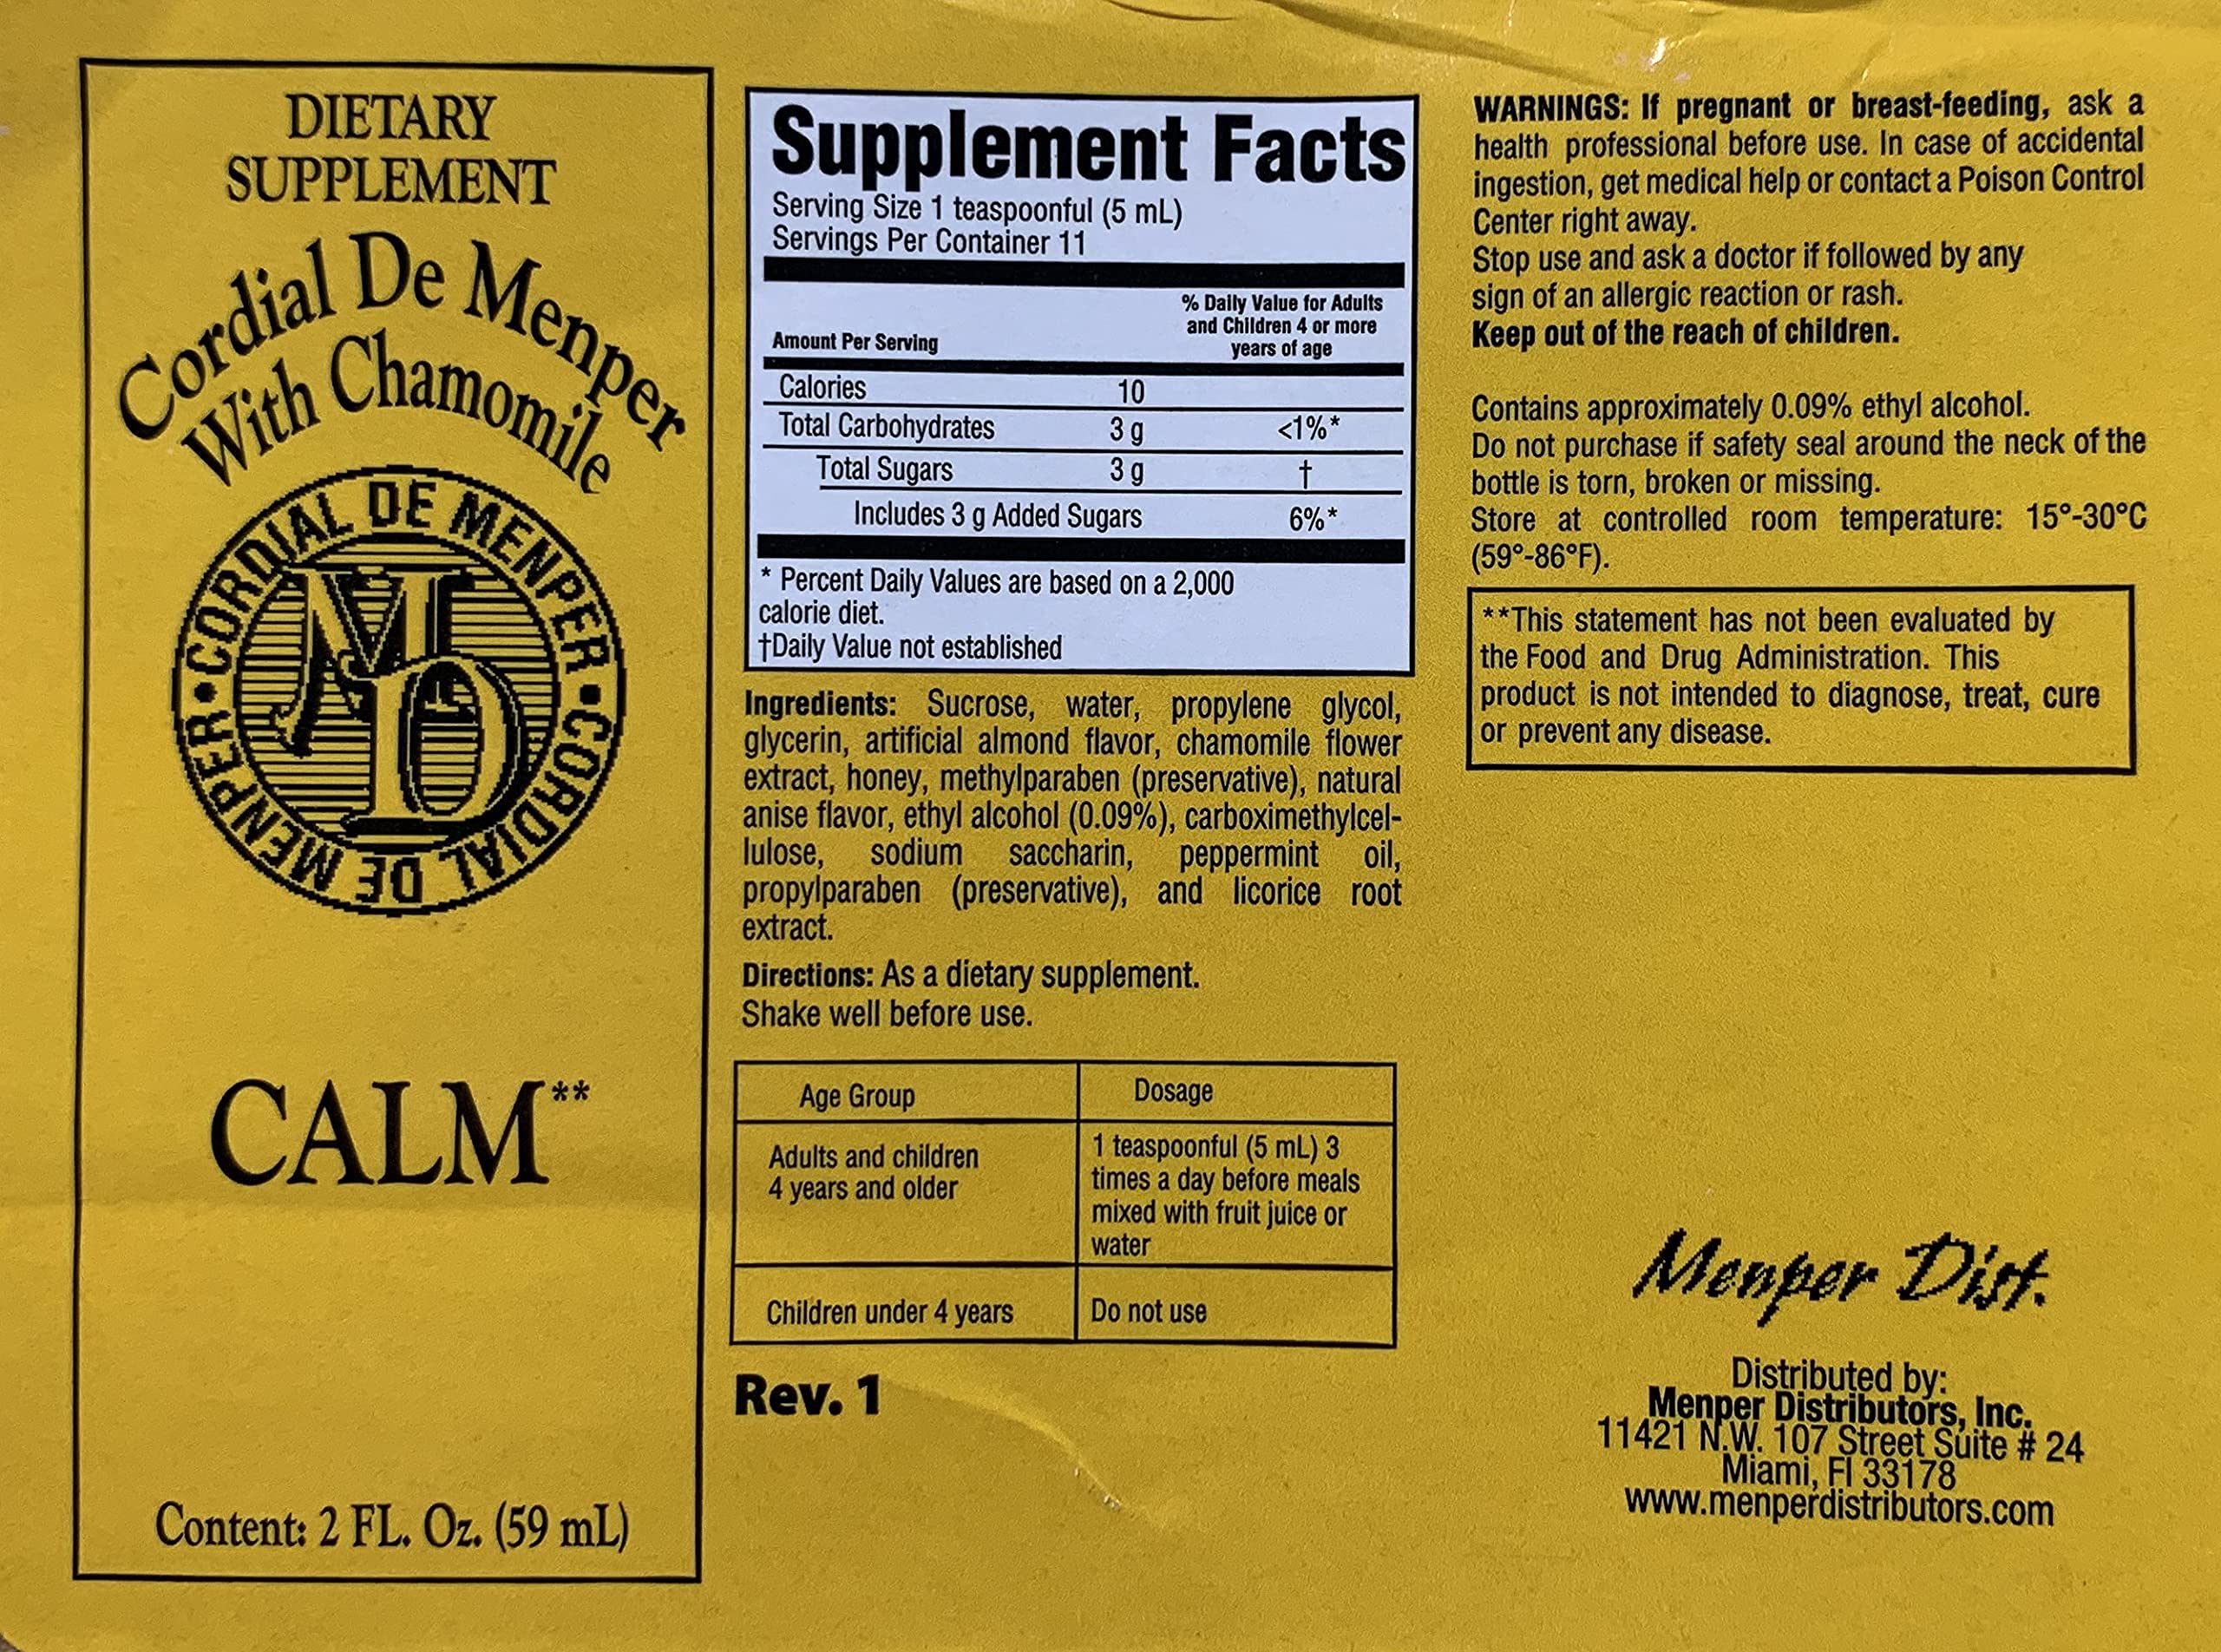 DIETARY
SUPPLEMENT
Cordial De Menper
With Chamomile
CORDIAL DE MENPER • CORDIAL DE MENPER •
MD
CALM**
Content: 2 FL. Oz. (59 mL)
Supplement Facts
Serving Size 1 teaspoonful (5 mL)
Servings Per Container 11
% Daily Value for Adults
and Children 4 or more
years of age
Amount Per Serving
Calories 10
Total Carbohydrates 3 g <1%*
Total Sugars 3 g †
Includes 3 g Added Sugars 6%*
* Percent Daily Values are based on a 2,000
calorie diet.
†Daily Value not established
Ingredients: Sucrose, water, propylene glycol,
glycerin, artificial almond flavor, chamomile flower
extract, honey, methylparaben (preservative), natural
anise flavor, ethyl alcohol (0.09%), carboximethylcel-
lulose, sodium saccharin, peppermint oil,
propylparaben (preservative), and licorice root
extract.
Directions: As a dietary supplement.
Shake well before use.
Age Group Dosage
Adults and children
4 years and older
1 teaspoonful (5 mL) 3
times a day before meals
mixed with fruit juice or
water
Children under 4 years Do not use
Rev. 1
WARNINGS: If pregnant or breast-feeding, ask a
health professional before use. In case of accidental
ingestion, get medical help or contact a Poison Control
Center right away.
Stop use and ask a doctor if followed by any
sign of an allergic reaction or rash.
Keep out of the reach of children.
Contains approximately 0.09% ethyl alcohol.
Do not purchase if safety seal around the neck of the
bottle is torn, broken or missing.
Store at controlled room temperature: 15°-30°C
(59°-86°F).
**This statement has not been evaluated by
the Food and Drug Administration. This
product is not intended to diagnose, treat, cure
or prevent any disease.
Menper Dist.
Distributed by:
Menper Distributors, Inc.
11421 N.W. 107 Street Suite # 24
Miami, Fl 33178
www.menperdistributors.com